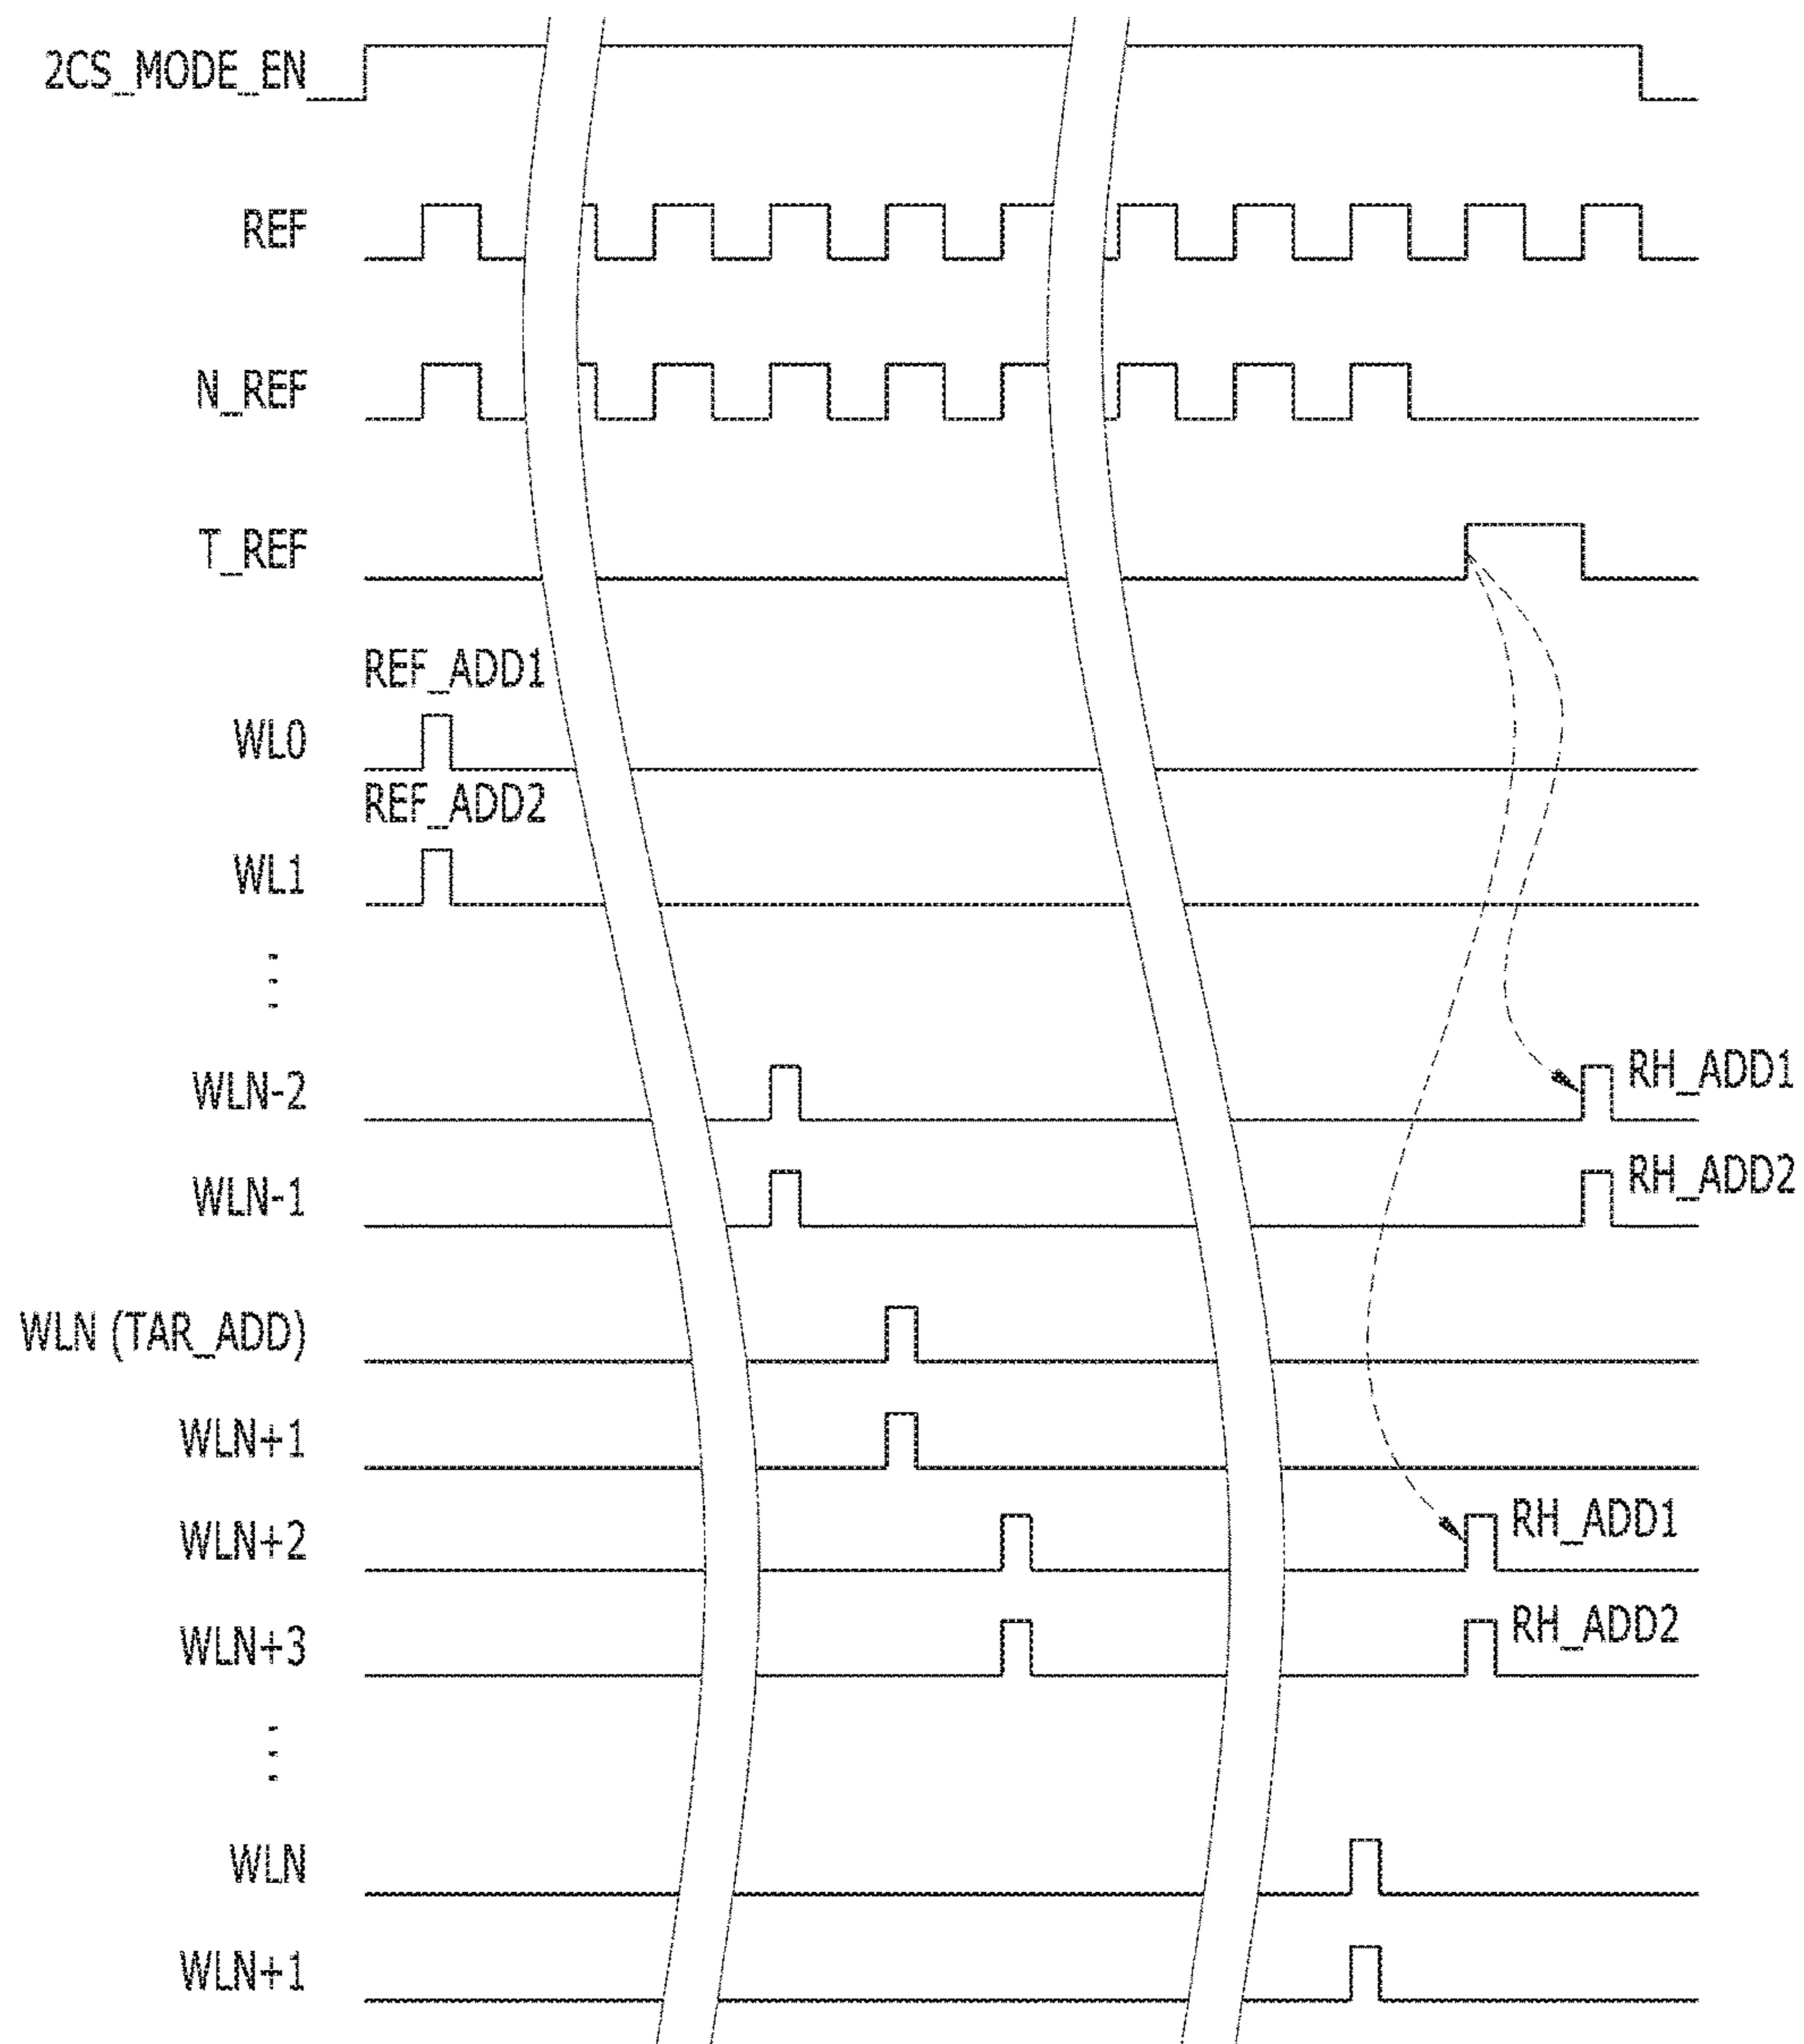 2CS_MODE_EN
REF
N_REF
T_REF
REF_ADD1
WL0
REF_ADD2
WL1
WLN-2 RH_ADD1
WLN-1 RH_ADD2
WLN (TAR_ADD)
WLN+1
WLN+2 RH_ADD1
WLN+3 RH_ADD2
WLN
WLN+1